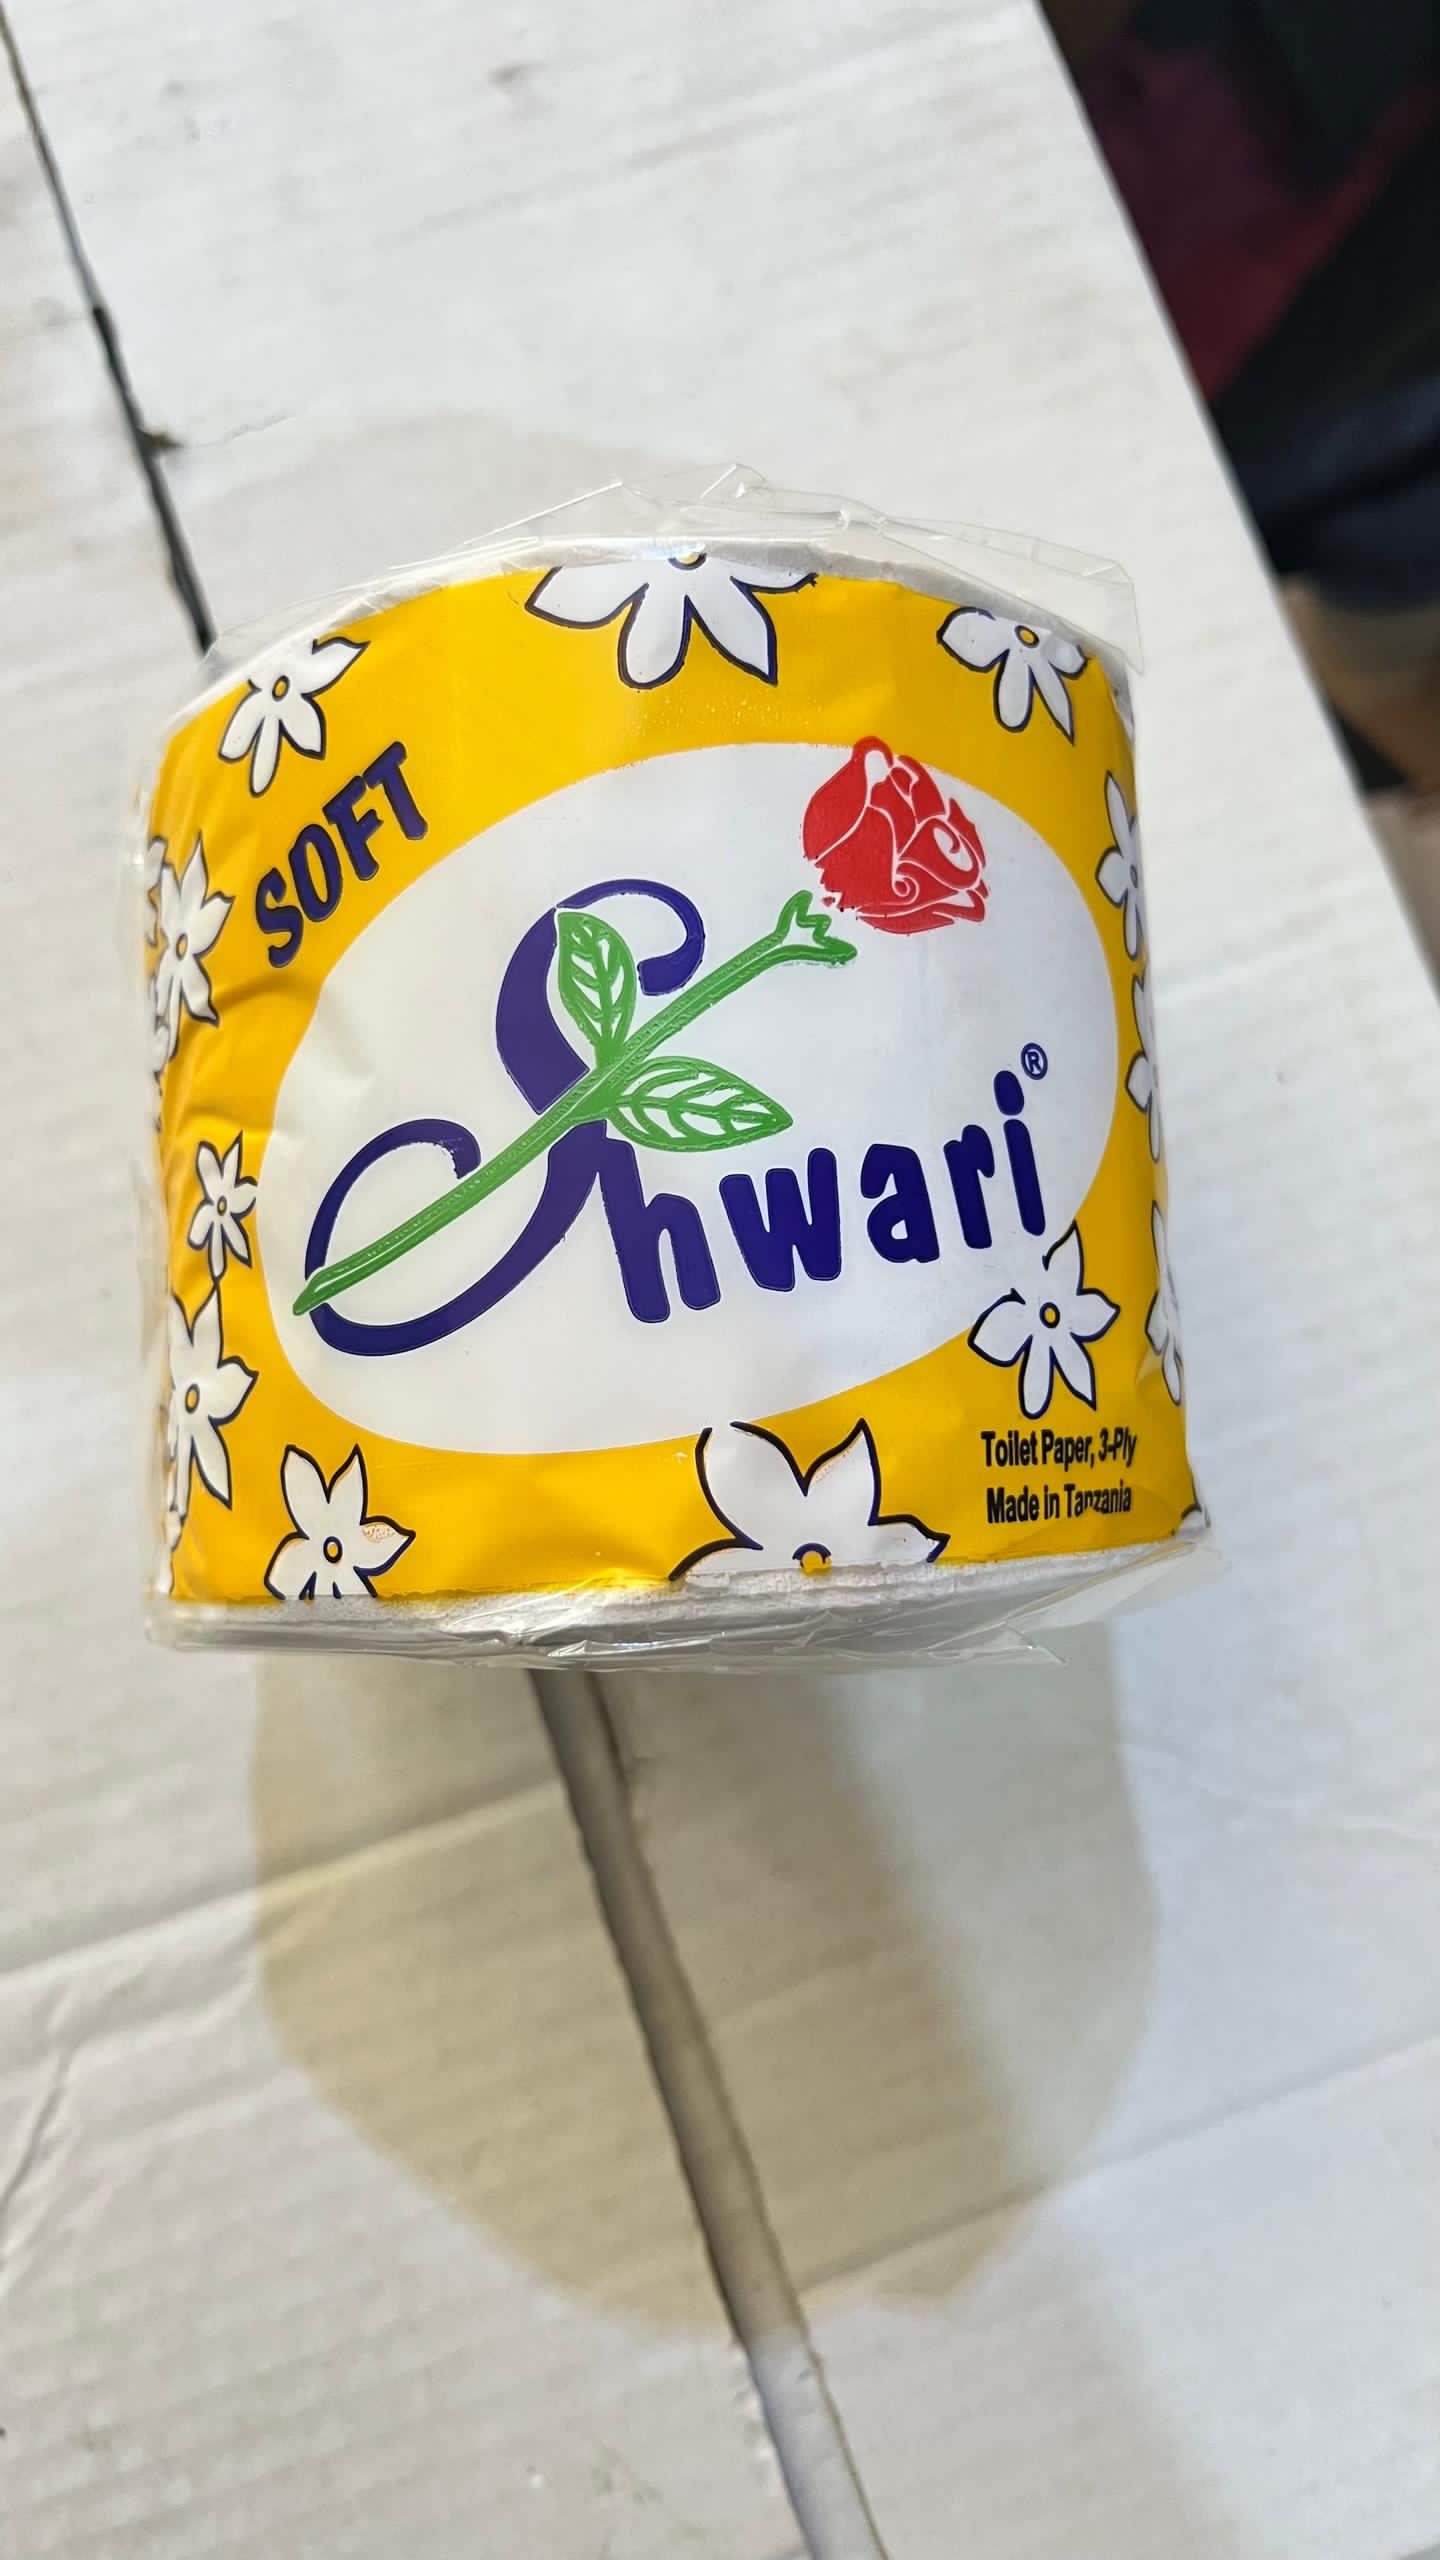 SOFT
Shwari®
Toilet Paper, 3-Ply
Made in Tanzania